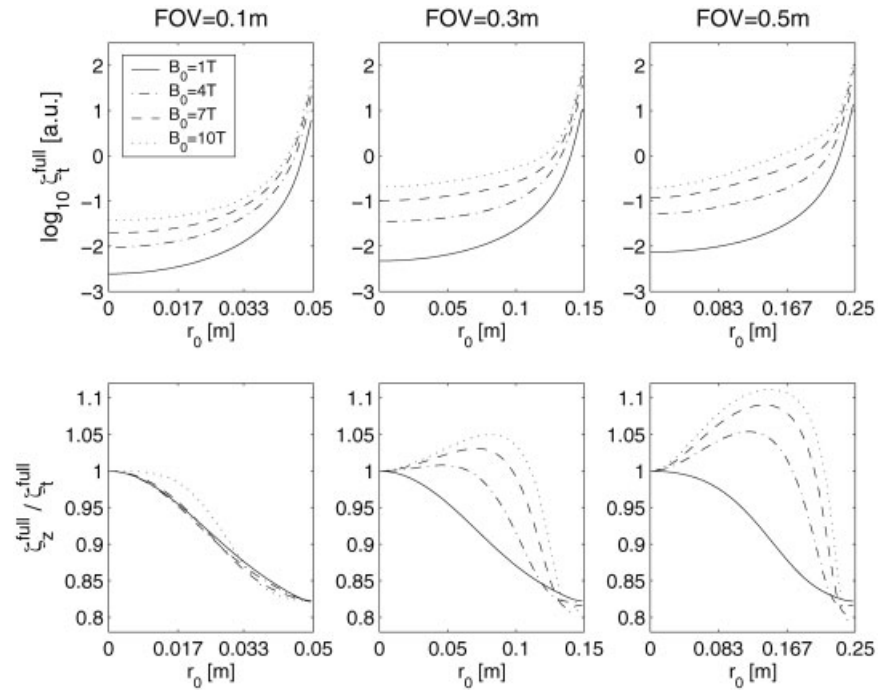 FOV=0.1m
FOV=0.3m
FOV=0.5m
log10 ζt^full [a.u.]
2
1
0
−1
−2
−3
B0=1T
B0=4T
B0=7T
B0=10T
0 0.017 0.033 0.05
r0 [m]
2
1
0
−1
−2
−3
0 0.05 0.1 0.15
r0 [m]
2
1
0
−1
−2
−3
0 0.083 0.167 0.25
r0 [m]
ζz^full / ζt^full
1.1
1.05
1
0.95
0.9
0.85
0.8
0 0.017 0.033 0.05
r0 [m]
1.1
1.05
1
0.95
0.9
0.85
0.8
0 0.05 0.1 0.15
r0 [m]
1.1
1.05
1
0.95
0.9
0.85
0.8
0 0.083 0.167 0.25
r0 [m]